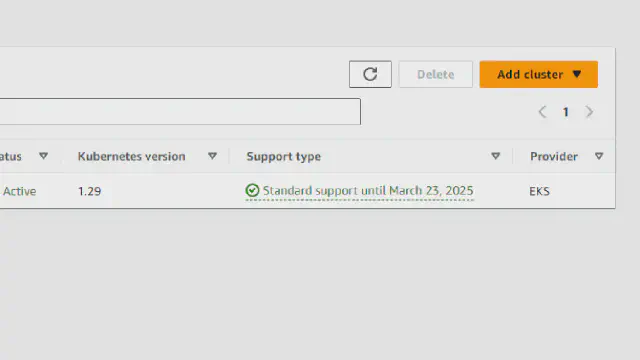 Delete
Add cluster
1
atus
Kubernetes version
Support type
Provider
Active
1.29
Standard support until March 23, 2025
EKS